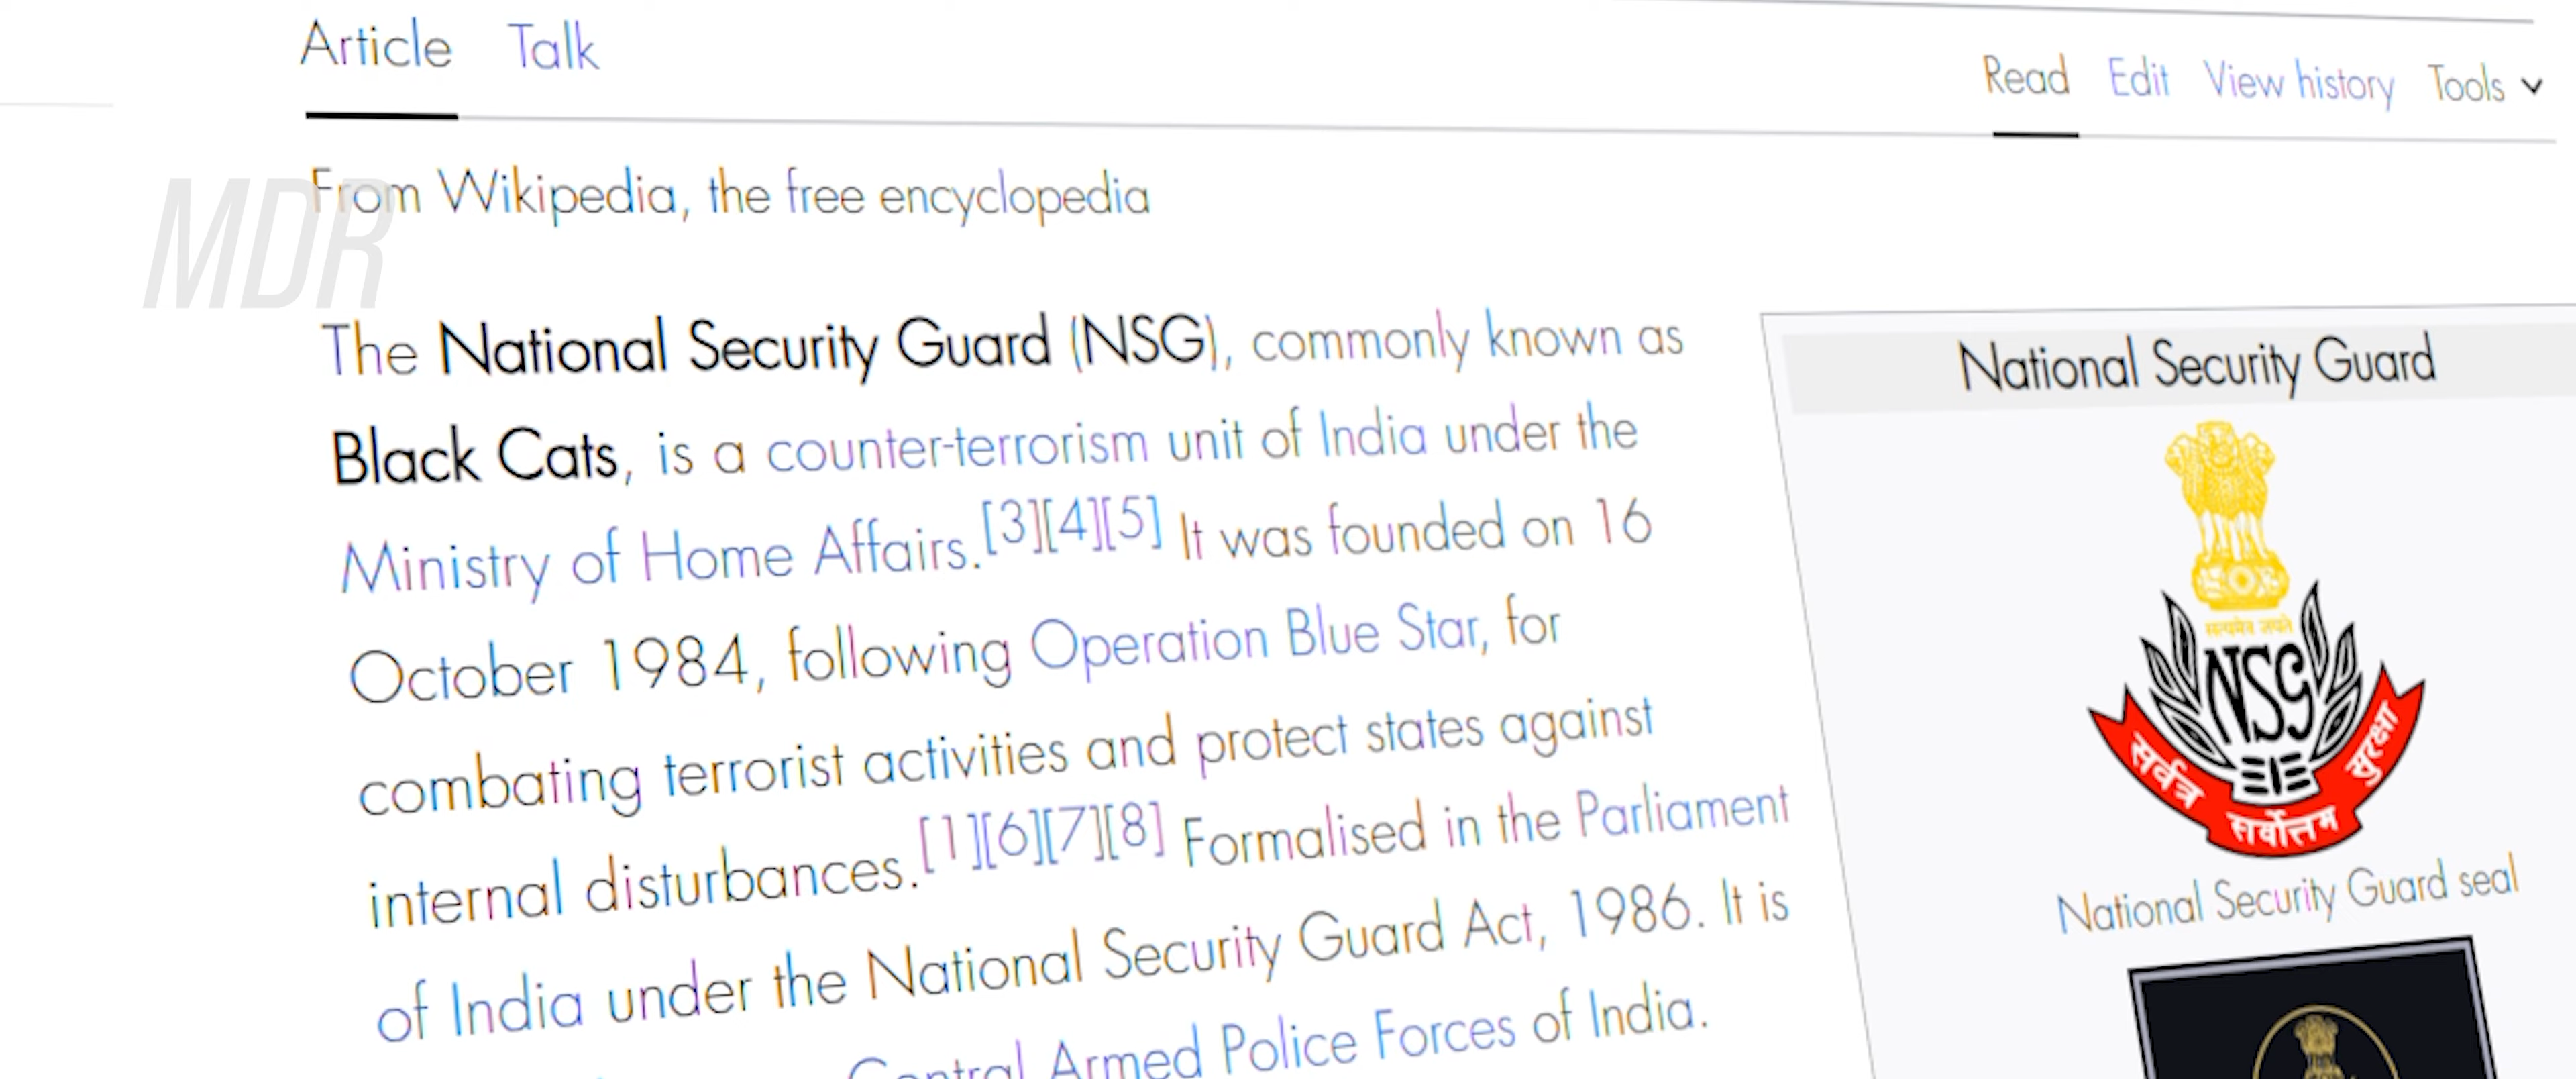 Article Talk
Read Edit View history Tools
From Wikipedia, the free encyclopedia
MDR
The National Security Guard (NSG), commonly known as
Black Cats, is a counter-terrorism unit of India under the
Ministry of Home Affairs.[3][4][5] It was founded on 16
October 1984, following Operation Blue Star, for
combating terrorist activities and protect states against
internal disturbances.[1][6][7][8] Formalised in the Parliament
of India under the National Security Guard Act, 1986. It is
Central Armed Police Forces of India.
National Security Guard
सत्यमेव जयते
NSG
सर्वत्र सर्वोत्तम सुरक्षा
National Security Guard seal